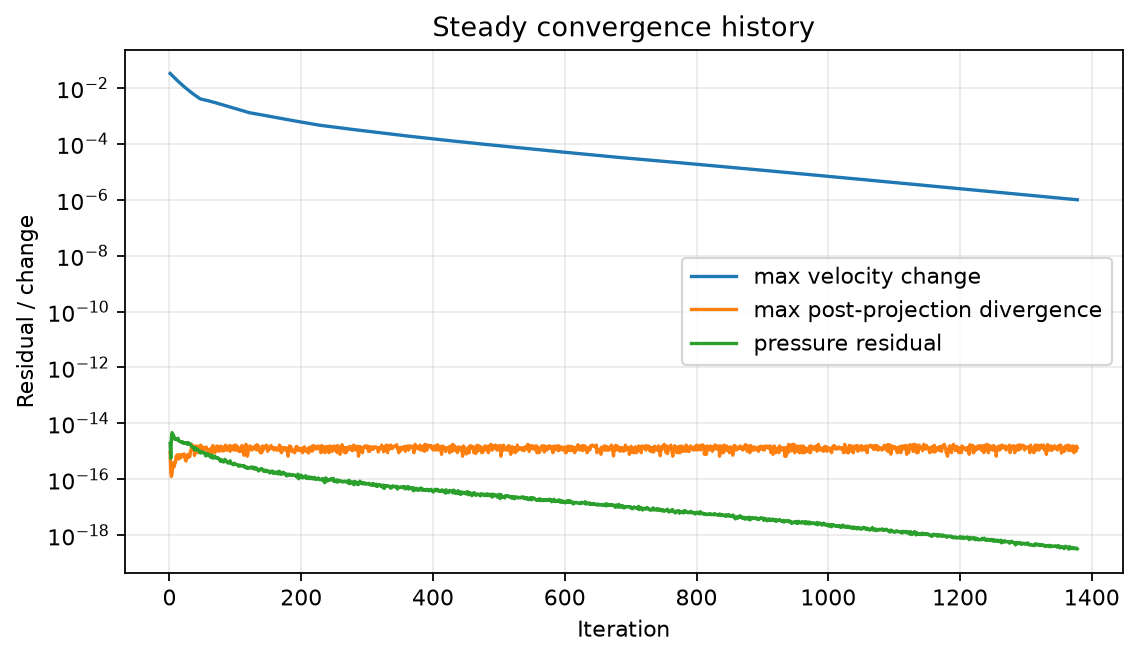 Steady convergence history
Residual / change
10⁻²
10⁻⁴
10⁻⁶
10⁻⁸
10⁻¹⁰
10⁻¹²
10⁻¹⁴
10⁻¹⁶
10⁻¹⁸
max velocity change
max post-projection divergence
pressure residual
0 200 400 600 800 1000 1200 1400
Iteration